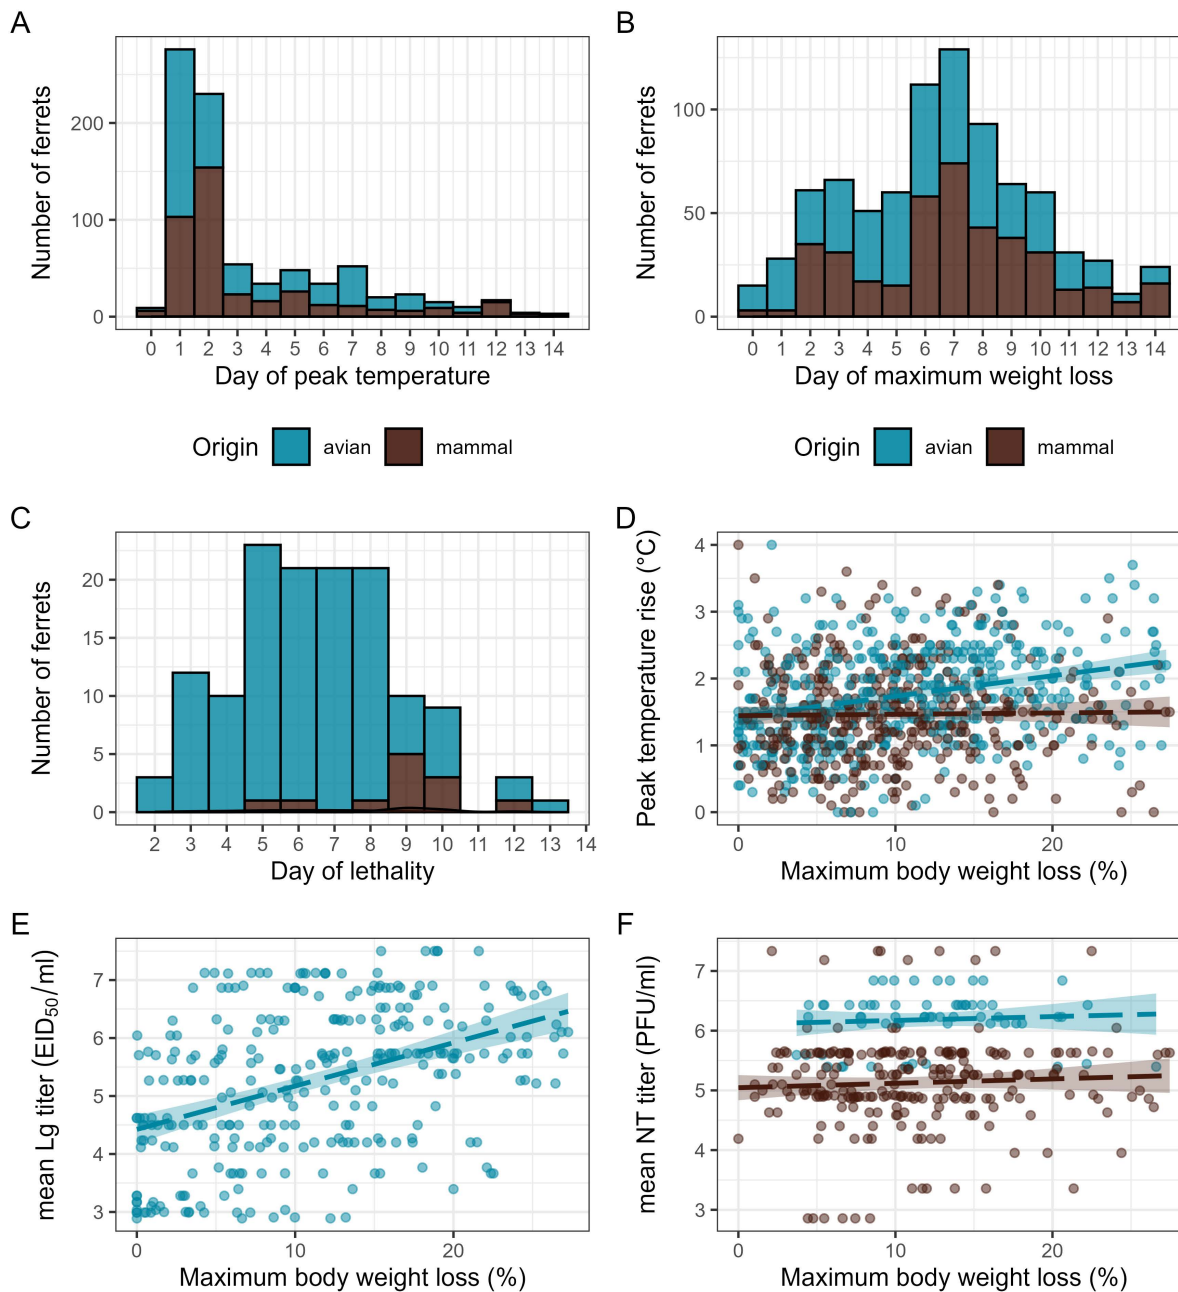 A
Number of ferrets
200
100
0
0 1 2 3 4 5 6 7 8 9 10 11 12 13 14
Day of peak temperature
Origin avian mammal
B
Number of ferrets
100
50
0
0 1 2 3 4 5 6 7 8 9 10 11 12 13 14
Day of maximum weight loss
Origin avian mammal
C
Number of ferrets
20
15
10
5
0
2 3 4 5 6 7 8 9 10 11 12 13 14
Day of lethality
D
Peak temperature rise (°C)
4
3
2
1
0
0 10 20
Maximum body weight loss (%)
E
mean Lg titer (EID₅₀/ml)
7
6
5
4
3
0 10 20
Maximum body weight loss (%)
F
mean NT titer (PFU/ml)
7
6
5
4
3
0 10 20
Maximum body weight loss (%)